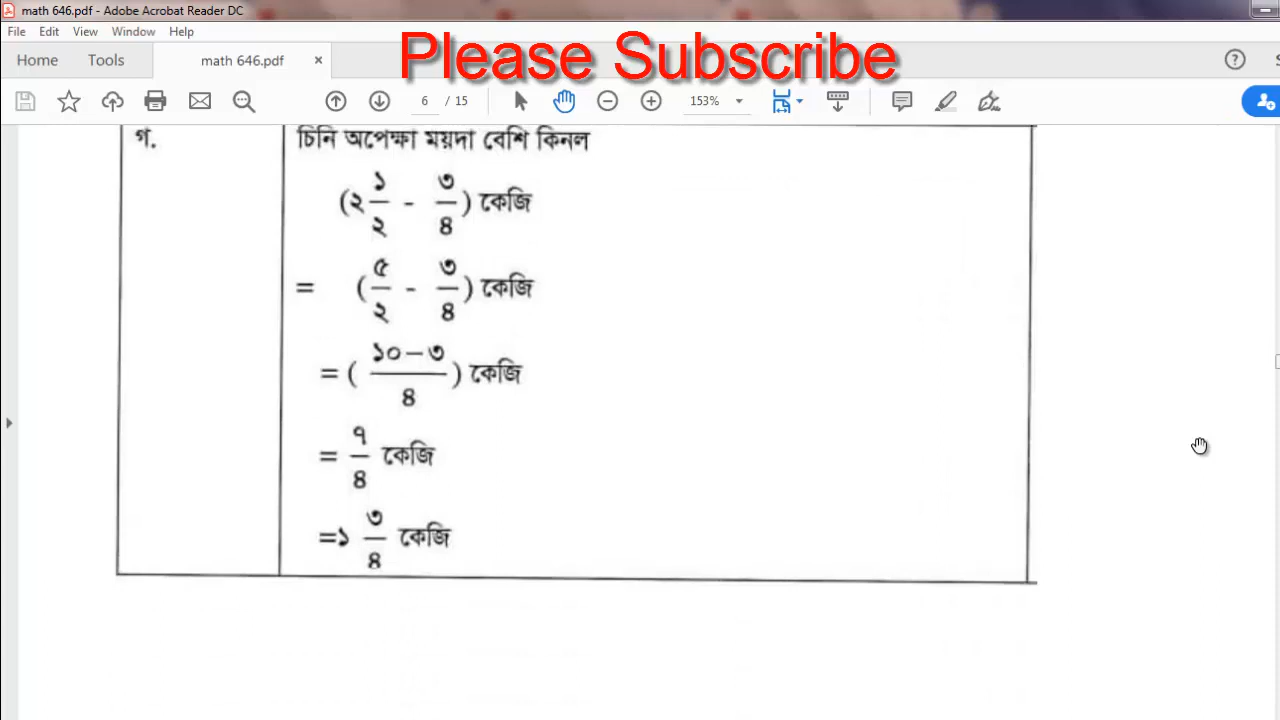 math 646.pdf - Adobe Acrobat Reader DC
File Edit View Window Help
Please Subscribe
Home Tools math 646.pdf ×
6 / 15 153%
গ. চিনি অপেক্ষা ময়দা বেশি কিনল
(২ ১/২ - ৩/৪) কেজি
= (৫/২ - ৩/৪) কেজি
= (১০-৩/৪) কেজি
= ৭/৪ কেজি
=১ ৩/৪ কেজি